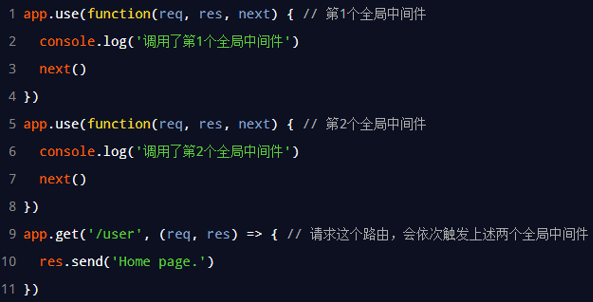 1 app.use(function(req, res, next) { // 第1个全局中间件
2   console.log('调用了第1个全局中间件')
3   next()
4 })
5 app.use(function(req, res, next) { // 第2个全局中间件
6   console.log('调用了第2个全局中间件')
7   next()
8 })
9 app.get('/user', (req, res) => { // 请求这个路由，会依次触发上述两个全局中间件
10   res.send('Home page.')
11 })